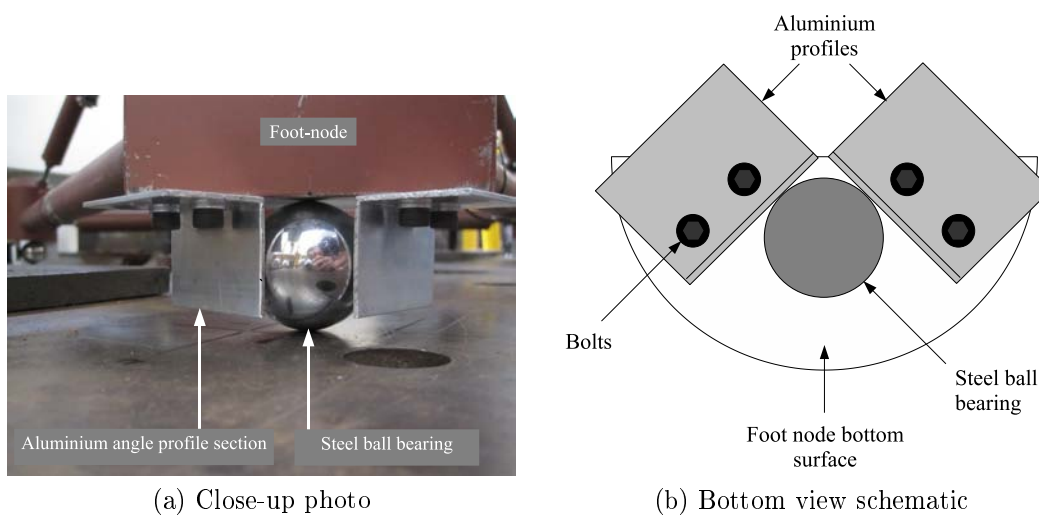 Foot-node
Aluminium angle profile section
Steel ball bearing
(a) Close-up photo
Aluminium
profiles
Bolts
Steel ball
bearing
Foot node bottom
surface
(b) Bottom view schematic